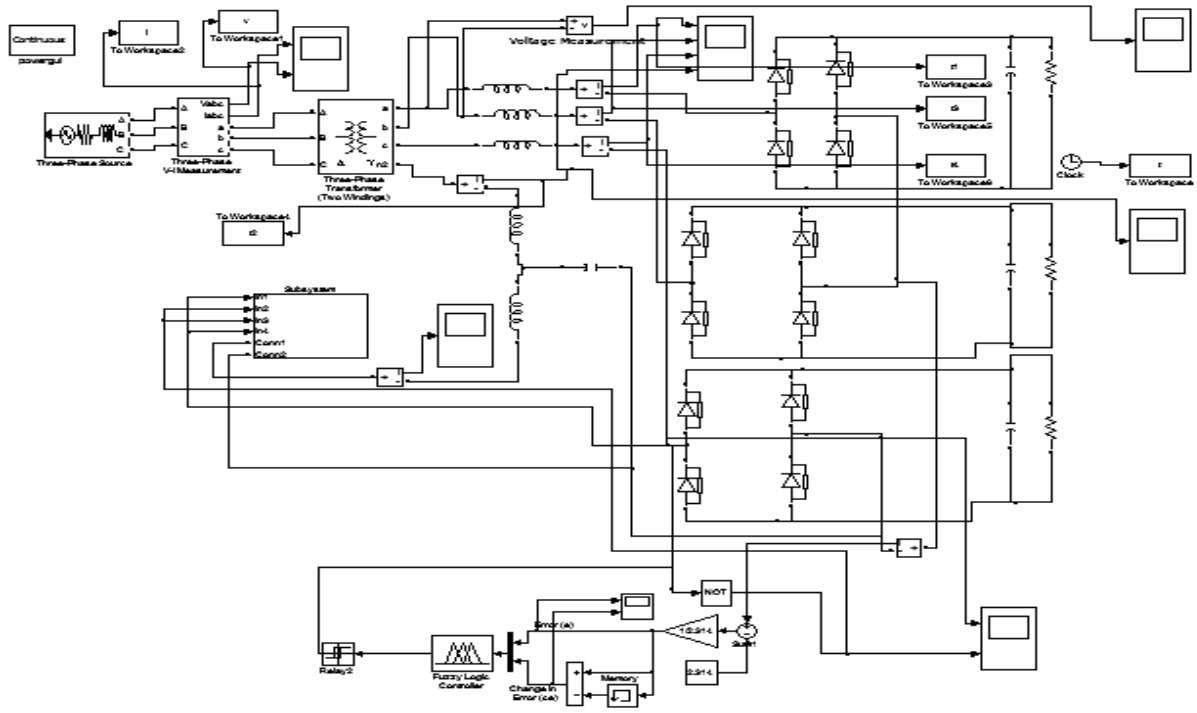 Continuous
powergui
I
To Workspace2
v
To Workspace1
Voltage Measurement
To Workspace3
To Workspace5
To Workspace6
Clock
t
To Workspace
A
B
C
Three-Phase Source
A
B
C
Vabc
Iabc
a
b
c
Three-Phase
V-I Measurement
A
B
C
a
b
c
n2
Δ
Three-Phase
Transformer
(Two Windings)
i2
Subsystem
In1
In2
In3
In4
Conn1
Conn2
NOT
Sum1
Error (e)
Relay2
Fuzzy Logic
Controller
Change In
Error (ce)
Memory